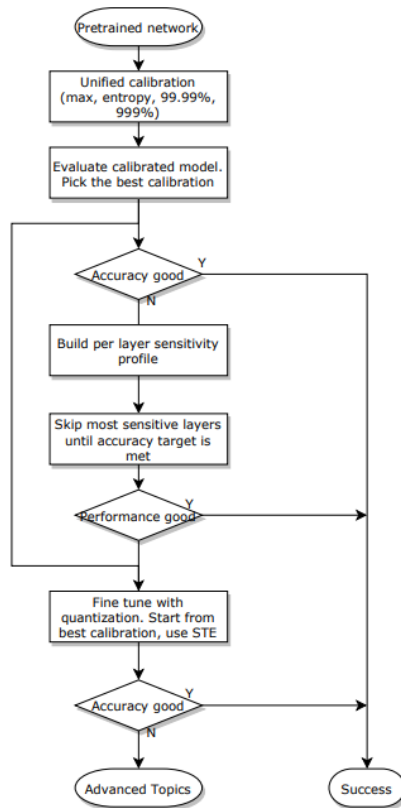 Pretrained network
Unified calibration
(max, entropy, 99.99%,
999%)
Evaluate calibrated model.
Pick the best calibration
Accuracy good
Y
N
Build per layer sensitivity
profile
Skip most sensitive layers
until accuracy target is
met
Y
Performance good
Fine tune with
quantization. Start from
best calibration, use STE
Y
Accuracy good
N
Advanced Topics
Success